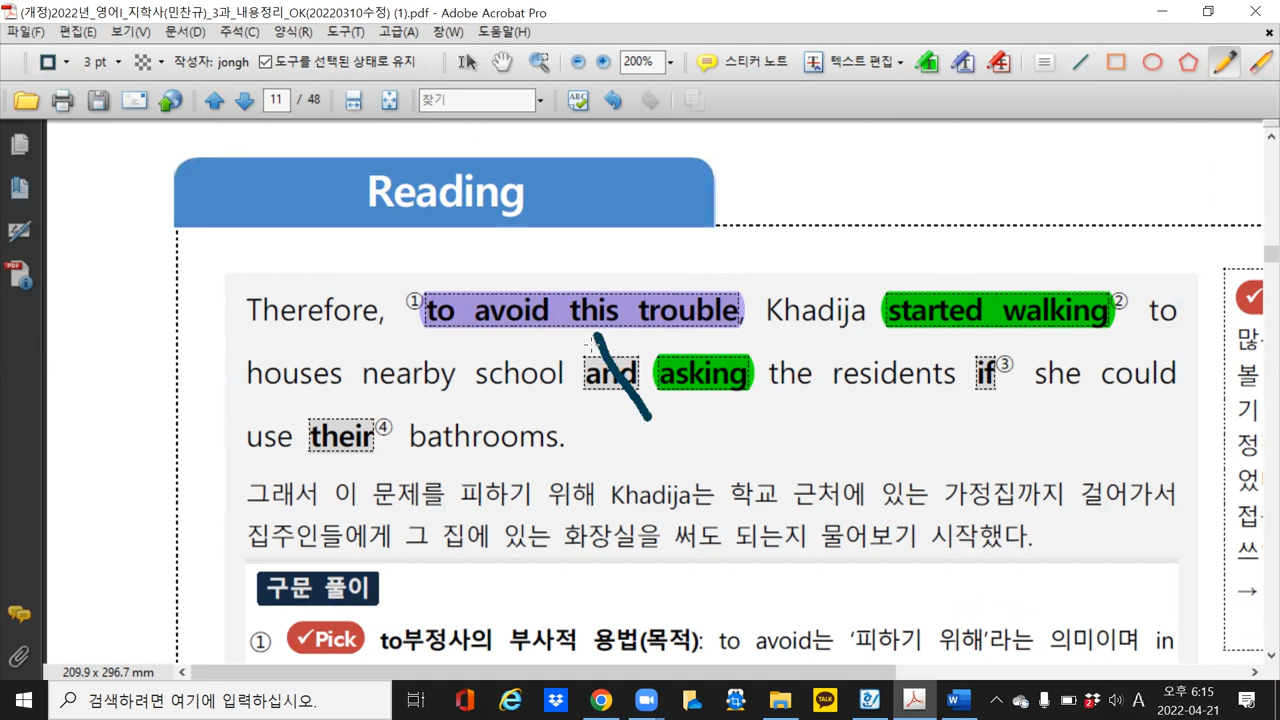 (개정)2022년_영어I_지학사(민찬규)_3과_내용정리_OK(20220310수정) (1).pdf - Adobe Acrobat Pro
파일(F) 편집(E) 보기(V) 문서(D) 주석(C) 양식(R) 도구(T) 고급(A) 창(W) 도움말(H)
3 pt 작성자: jongh 도구를 선택된 상태로 유지 200% 스티커 노트 텍스트 편집
11 / 48 찾기
Reading
Therefore, ①to avoid this trouble, Khadija started walking② to
houses nearby school and asking the residents if③ she could
use their④ bathrooms.
그래서 이 문제를 피하기 위해 Khadija는 학교 근처에 있는 가정집까지 걸어가서
집주인들에게 그 집에 있는 화장실을 써도 되는지 물어보기 시작했다.
구문 풀이
① ✓Pick to부정사의 부사적 용법(목적): to avoid는 '피하기 위해'라는 의미이며 in
많
볼
기
정
었
접
쓰
→
209.9 x 296.7 mm
검색하려면 여기에 입력하십시오.
TALK
2
A
오후 6:15
2022-04-21